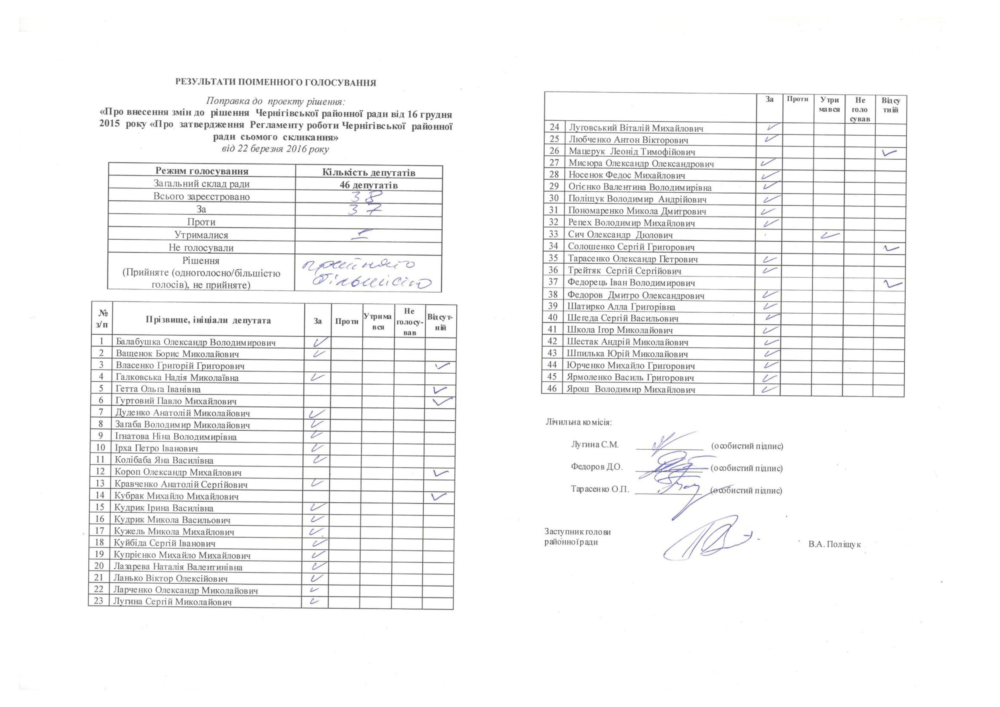 РЕЗУЛЬТАТИ ПОІМЕННОГО ГОЛОСУВАННЯ
Поправка до проекту рішення:
«Про внесення змін до рішення Чернігівської районної ради від 16 грудня
2015 року «Про затвердження Регламенту роботи Чернігівської районної
ради сьомого скликання»
від 22 березня 2016 року
Режим голосування Кількість депутатів
Загальний склад ради 46 депутатів
Всього зареєстровано 38
За 37
Проти
Утрималися 1
Не голосували
Рішення
(Прийняте (одноголосно/більшістю
голосів), не прийняте)
прийнято
більшістю
№ з/п Прізвище, ініціали депутата За Проти Утрима вся Не голосу-вав Відсут-ній
1 Балабушка Олександр Володимирович ✓
2 Ващенок Борис Миколайович ✓
3 Власенко Григорій Григорович ✓
4 Галковська Надія Миколаївна ✓
5 Гетта Ольга Іванівна ✓
6 Гуртовий Павло Михайлович ✓
7 Дуденко Анатолій Миколайович ✓
8 Загаба Володимир Миколайович ✓
9 Ігнатова Ніна Володимирівна ✓
10 Ірха Петро Іванович ✓
11 Колібаба Яна Василівна ✓
12 Короп Олександр Михайлович ✓
13 Кравченко Анатолій Сергійович ✓
14 Кубрак Михайло Михайлович ✓
15 Кудрик Ірина Василівна ✓
16 Кудрик Микола Васильович ✓
17 Кужель Микола Михайлович ✓
18 Куйбіда Сергій Іванович ✓
19 Купрієнко Михайло Михайлович ✓
20 Лазарева Наталія Валентинівна ✓
21 Ланько Віктор Олексійович ✓
22 Ларченко Олександр Миколайович ✓
23 Лугина Сергій Миколайович ✓
За Проти Утри мався Не голо сував Відсу тній
24 Луговський Віталій Михайлович ✓
25 Любченко Антон Вікторович ✓
26 Мацерук Леонід Тимофійович ✓
27 Мисюра Олександр Олександрович ✓
28 Носенок Федос Михайлович ✓
29 Огієнко Валентина Володимирівна ✓
30 Поліщук Володимир Андрійович ✓
31 Пономаренко Микола Дмитрович ✓
32 Репех Володимир Михайлович ✓
33 Сич Олександр Дюлович ✓
34 Солошенко Сергій Григорович ✓
35 Тарасенко Олександр Петрович ✓
36 Трейтяк Сергій Сергійович ✓
37 Федорець Іван Володимирович ✓
38 Федоров Дмитро Олександрович ✓
39 Шатирко Алла Григорівна ✓
40 Шегеда Сергій Васильович ✓
41 Школа Ігор Миколайович ✓
42 Шестак Андрій Миколайович ✓
43 Шпилька Юрій Миколайович ✓
44 Юрченко Михайло Григорович ✓
45 Ярмоленко Василь Григорович ✓
46 Ярош Володимир Михайлович ✓
Лічильна комісія:
Лугина С.М. (особистий підпис)
Федоров Д.О. (особистий підпис)
Тарасенко О.П. (особистий підпис)
Заступник голови
районної ради В.А. Поліщук